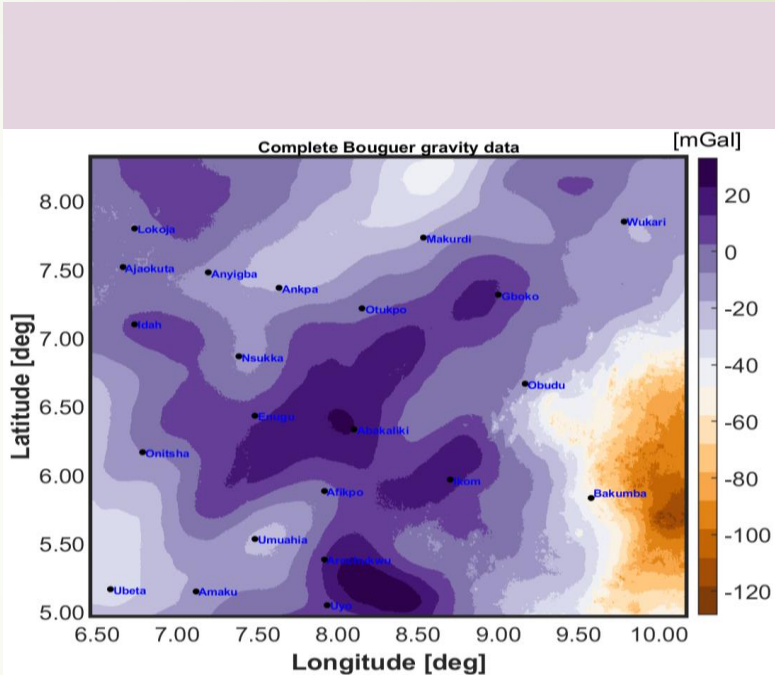 Complete Bouguer gravity data
[mGal]
8.00
7.50
7.00
6.50
6.00
5.50
5.00
Latitude [deg]
Lokoja
Wukari
Makurdi
Ajaokuta
Anyigba
Ankpa
Gboko
Otukpo
Idah
Nsukka
Obudu
Enugu
Abakaliki
Onitsha
Ikom
Afikpo
Bakumba
Umuahia
Ubeta
Amaku
Uyo
20
0
-20
-40
-60
-80
-100
-120
6.50 7.00 7.50 8.00 8.50 9.00 9.50 10.00
Longitude [deg]